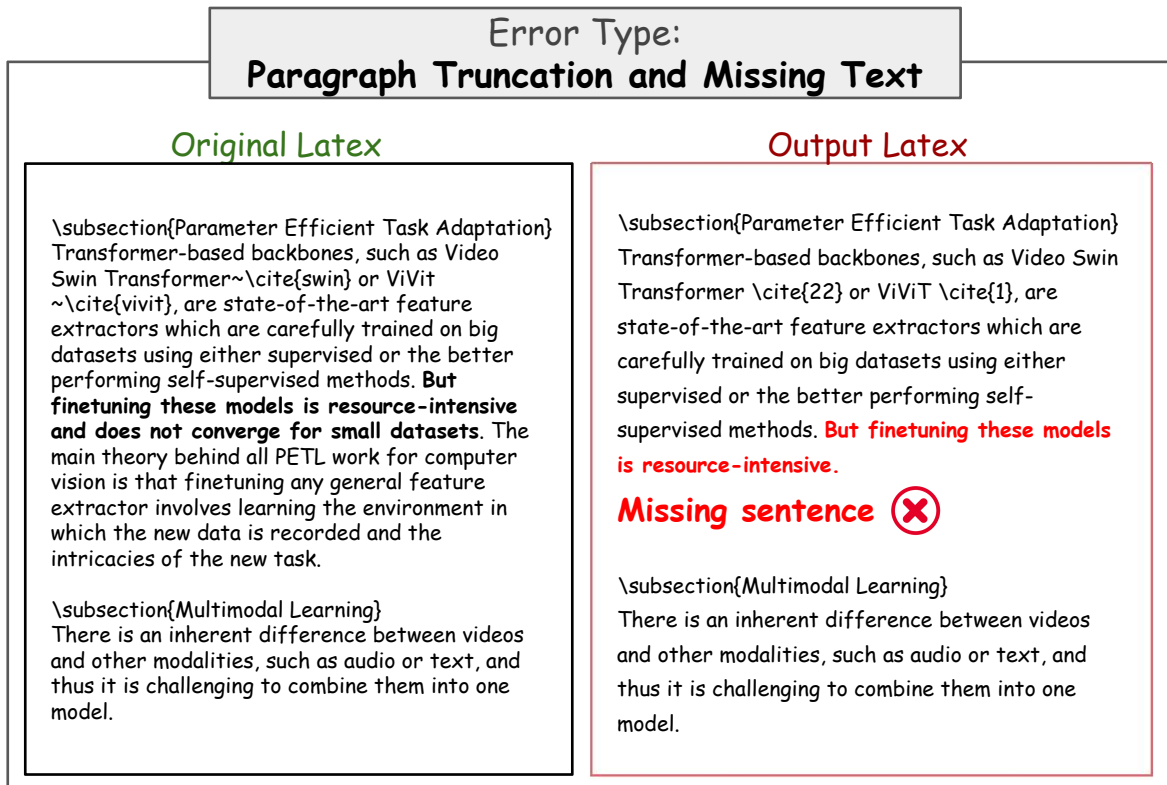 Error Type:
Paragraph Truncation and Missing Text
Original Latex
\subsection{Parameter Efficient Task Adaptation}
Transformer-based backbones, such as Video
Swin Transformer~\cite{swin} or ViVit
~\cite{vivit}, are state-of-the-art feature
extractors which are carefully trained on big
datasets using either supervised or the better
performing self-supervised methods. But
finetuning these models is resource-intensive
and does not converge for small datasets. The
main theory behind all PETL work for computer
vision is that finetuning any general feature
extractor involves learning the environment in
which the new data is recorded and the
intricacies of the new task.
\subsection{Multimodal Learning}
There is an inherent difference between videos
and other modalities, such as audio or text, and
thus it is challenging to combine them into one
model.
Output Latex
\subsection{Parameter Efficient Task Adaptation}
Transformer-based backbones, such as Video Swin
Transformer \cite{22} or ViViT \cite{1}, are
state-of-the-art feature extractors which are
carefully trained on big datasets using either
supervised or the better performing self-
supervised methods. But finetuning these models
is resource-intensive.
Missing sentence
\subsection{Multimodal Learning}
There is an inherent difference between videos
and other modalities, such as audio or text, and
thus it is challenging to combine them into one
model.